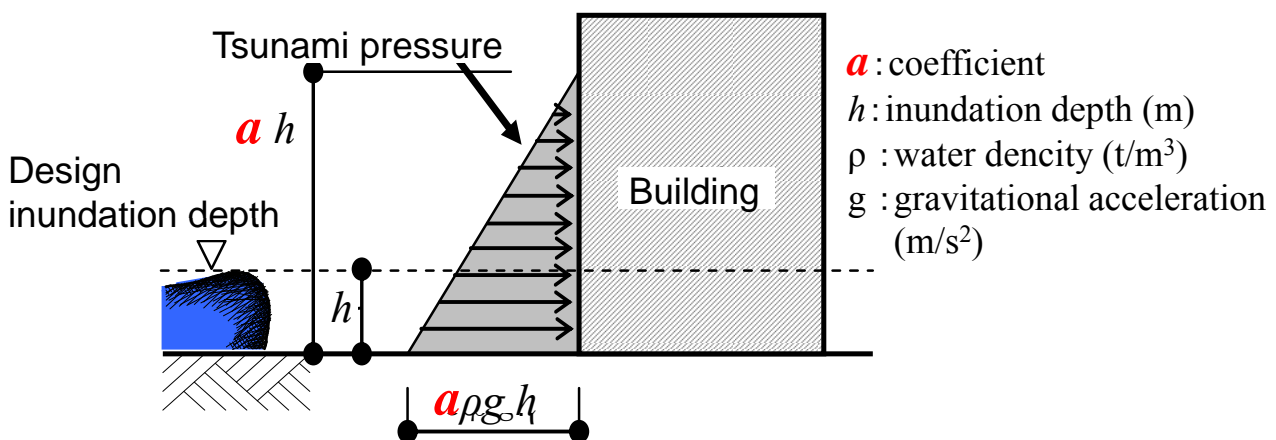 Tsunami pressure
a h
Design
inundation depth
h
Building
aρg h
a : coefficient
h : inundation depth (m)
ρ : water dencity (t/m³)
g : gravitational acceleration
(m/s²)